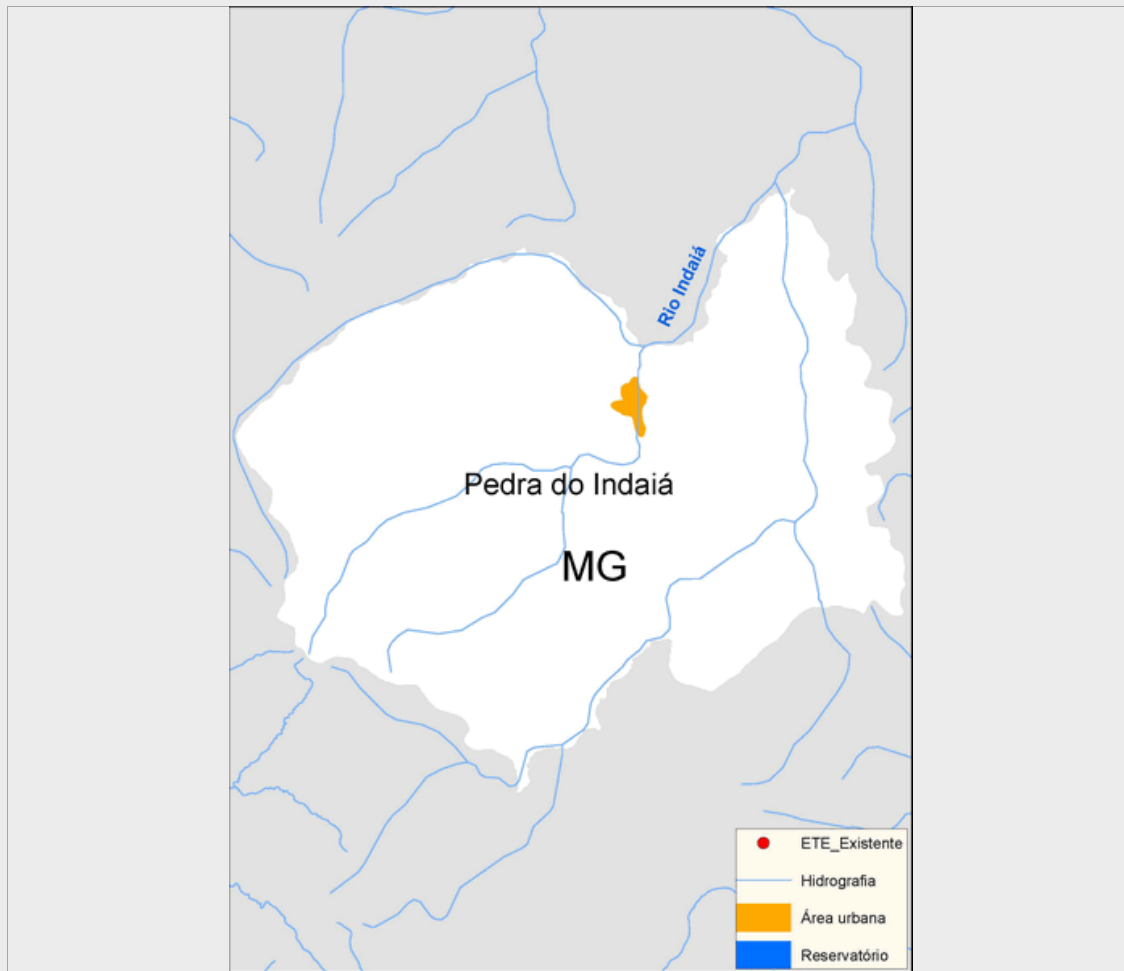 Rio Indaiá
Pedra do Indaiá
MG
ETE_Existente
Hidrografia
Área urbana
Reservatório